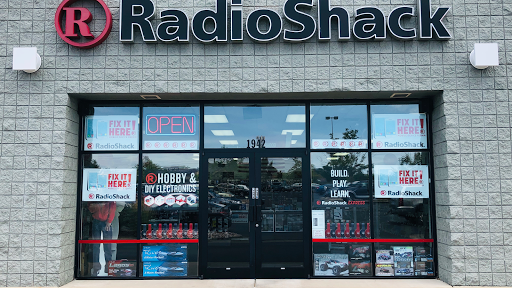 R RadioShack
FIX IT
HERE!
RadioShack
OPEN
1942
FIX IT
HERE!
RadioShack
FIX IT
HERE!
RadioShack
R HOBBY &
DIY ELECTRONICS
BUILD.
PLAY.
LEARN.
RadioShack
FIX IT
HERE!
RadioShack